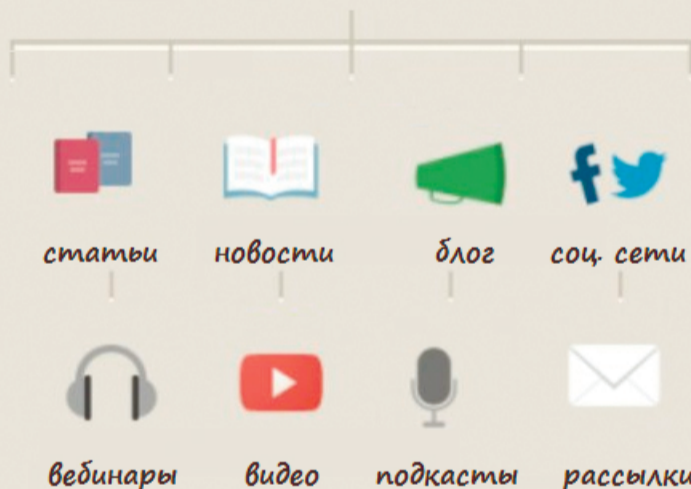 статьи новости блог соц. сети
вебинары видео подкасты рассылки